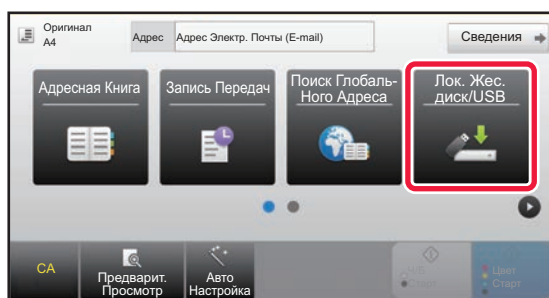 Оригинал
A4
Адрес Адрес Электр. Почты (E-mail)
Сведения
Адресная Книга
Запись Передач
Поиск Глобаль-
Ного Адреса
Лок. Жес.
диск/USB
CA
Предварит.
Просмотр
Авто
Настройка
Ч/Б
Старт
Цвет
Старт